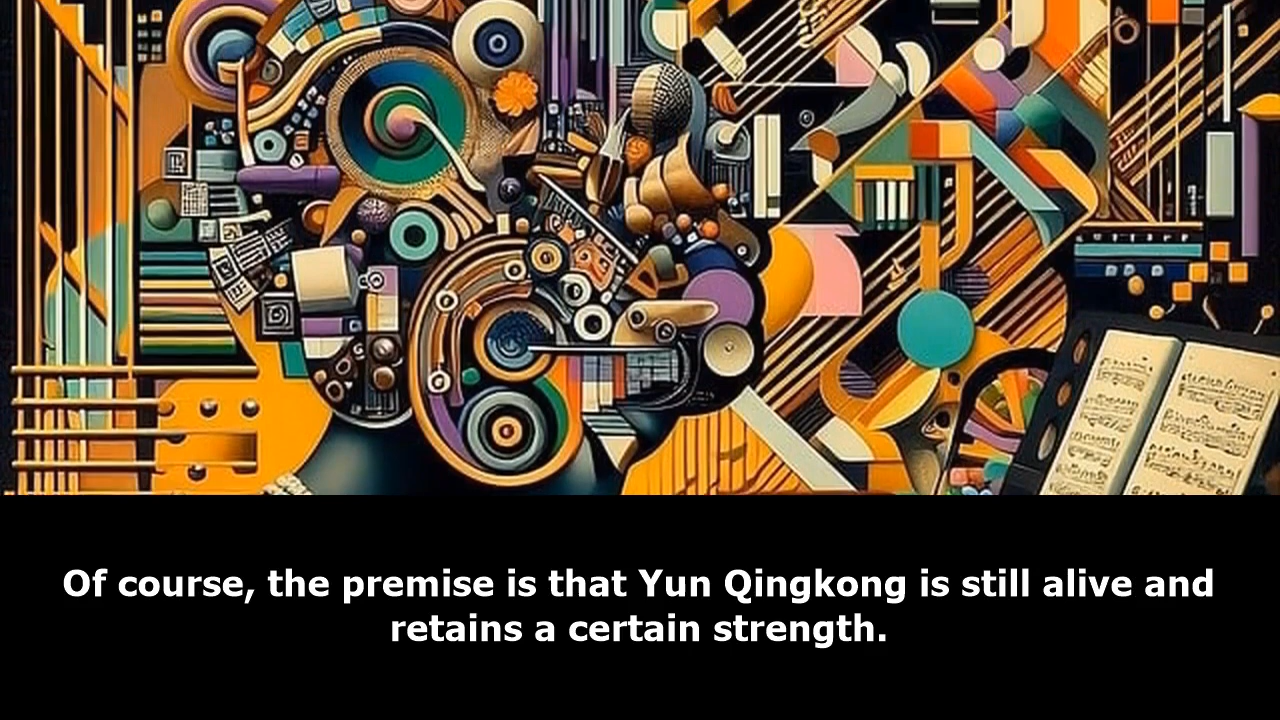 Of course, the premise is that Yun Qingkong is still alive and
retains a certain strength.